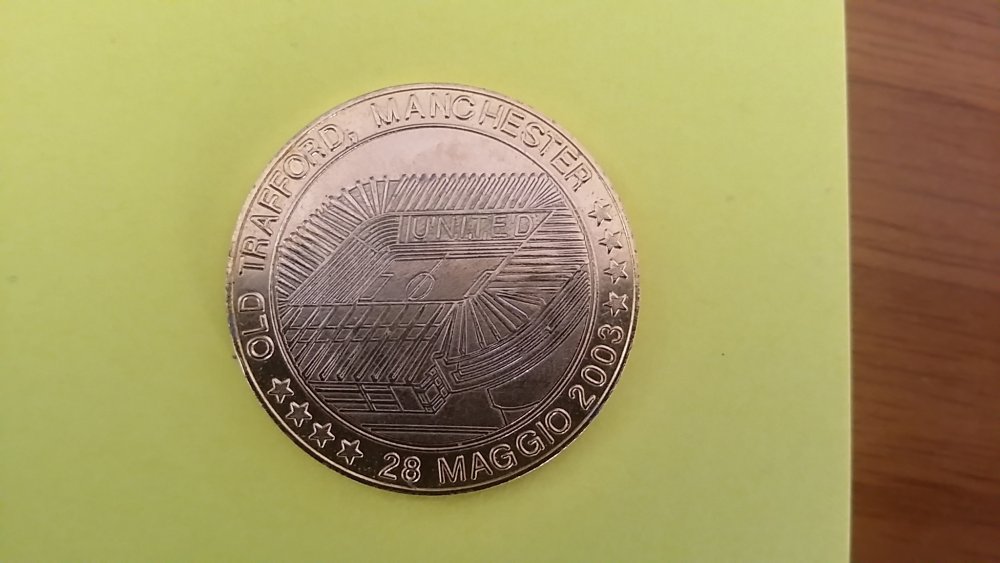 OLD TRAFFORD, MANCHESTER
UNITED
28 MAGGIO 2003